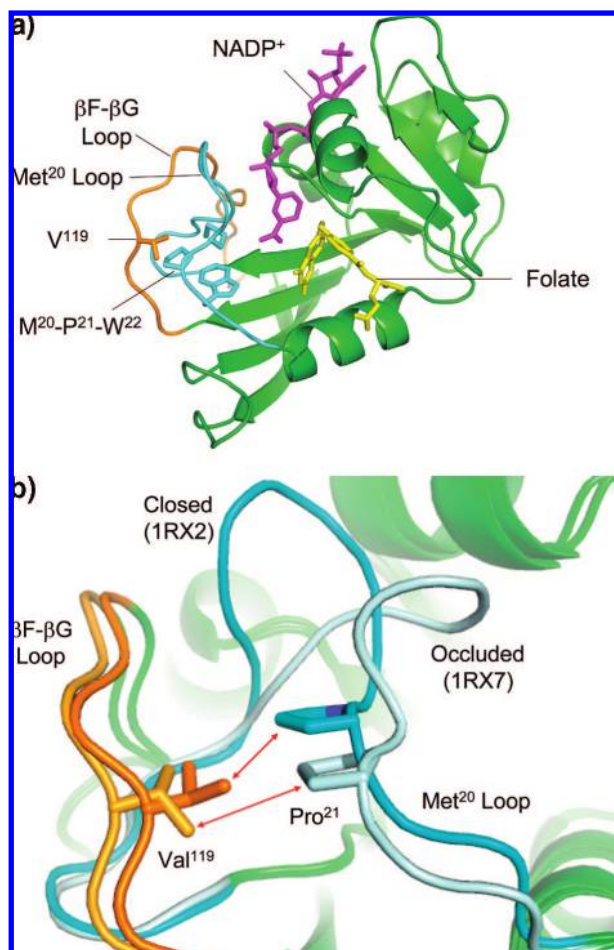 a)
NADP⁺
βF-βG
Loop
Met²⁰ Loop
V¹¹⁹
M²⁰-P²¹-W²²
Folate
b)
Closed
(1RX2)
βF-βG
Loop
Occluded
(1RX7)
Pro²¹
Met²⁰ Loop
Val¹¹⁹